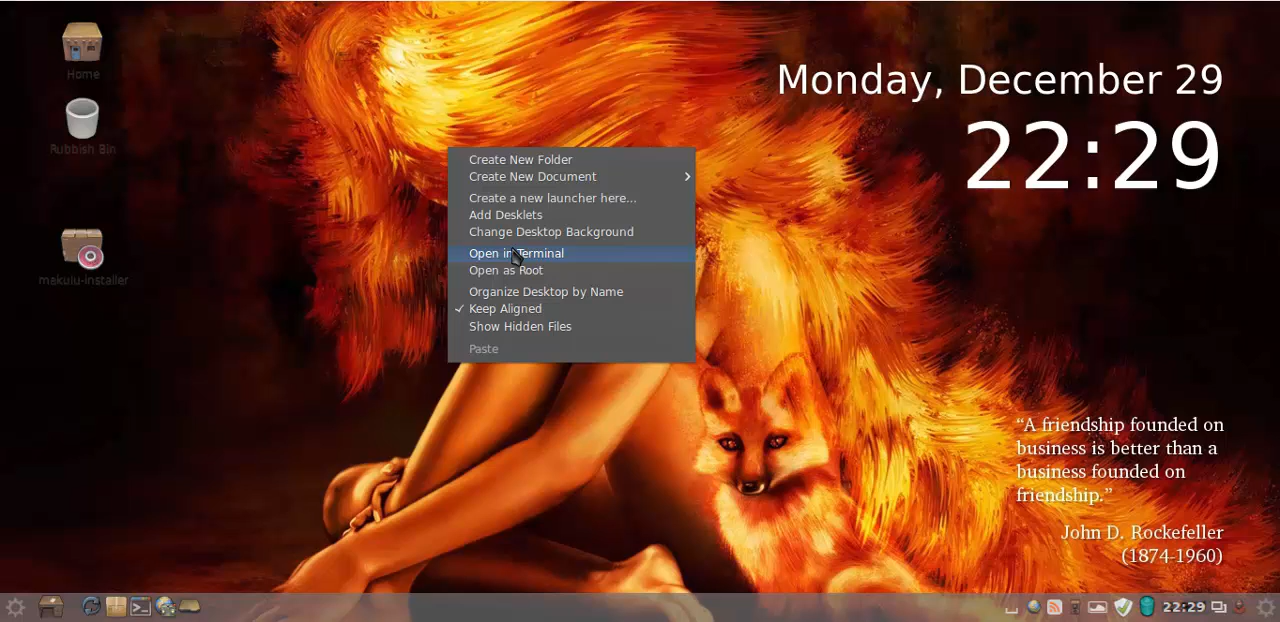 Home
Rubbish Bin
makulu-installer
Monday, December 29
22:29
Create New Folder
Create New Document
Create a new launcher here...
Add Desklets
Change Desktop Background
Open in Terminal
Open as Root
Organize Desktop by Name
Keep Aligned
Show Hidden Files
Paste
“A friendship founded on
business is better than a
business founded on
friendship.”
John D. Rockefeller
(1874-1960)
22:29